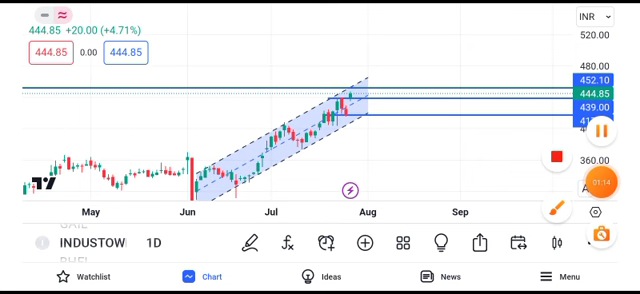 INR
444.85 +20.00 (+4.71%)
444.85 0.00 444.85
520.00
480.00
452.10
444.85
439.00
360.00
01:14
May Jun Jul Aug Sep
INDUSTOW 1D
Watchlist Chart Ideas News Menu